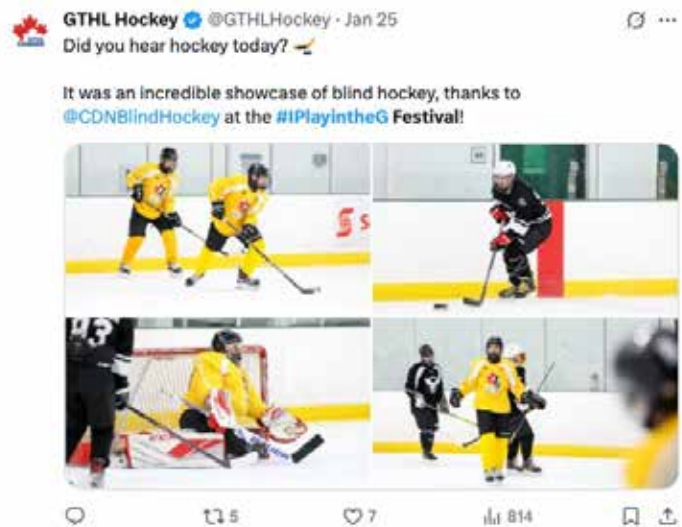 GTHL Hockey @GTHLHockey · Jan 25
Did you hear hockey today?
It was an incredible showcase of blind hockey, thanks to
@CDNBlindHockey at the #IPlayintheG Festival!
S
93
5 7 814